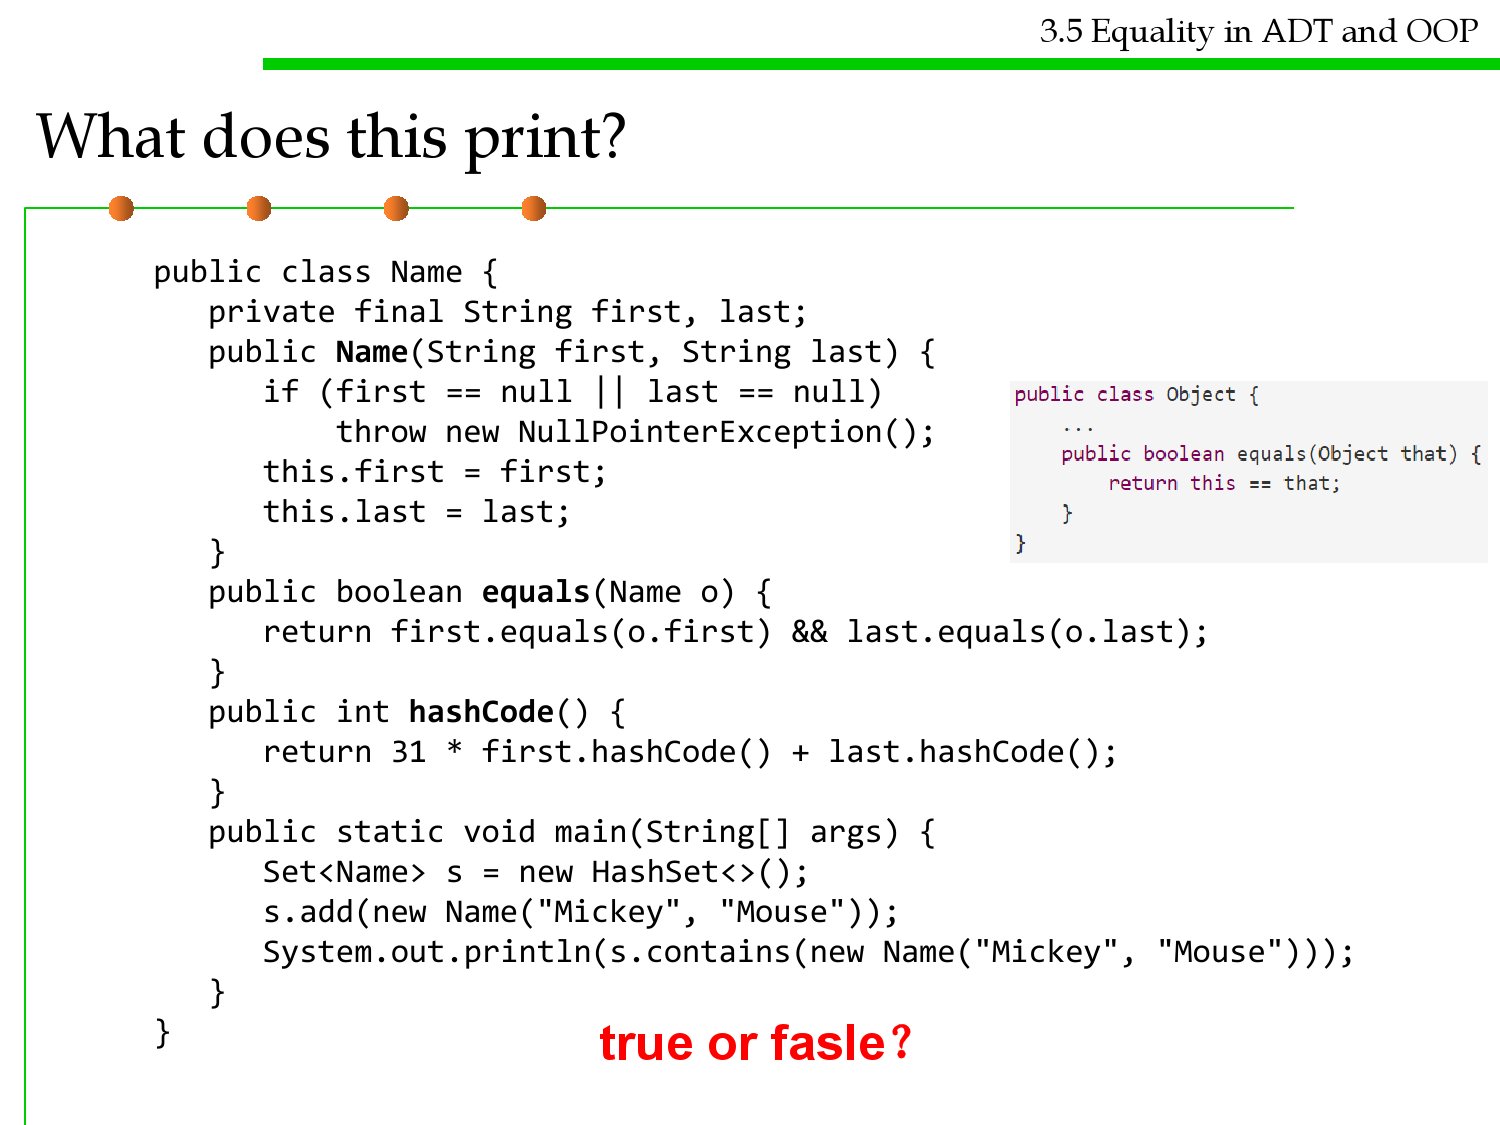 3.5 Equality in ADT and OOP
What does this print?
public class Name {
private final String first, last;
public Name(String first, String last) {
if (first == null || last == null)
throw new NullPointerException();
this.first = first;
this.last = last;
}
public boolean equals(Name o) {
return first.equals(o.first) && last.equals(o.last);
}
public int hashCode() {
return 31 * first.hashCode() + last.hashCode();
}
public static void main(String[] args) {
Set<Name> s = new HashSet<>();
s.add(new Name("Mickey", "Mouse"));
System.out.println(s.contains(new Name("Mickey", "Mouse")));
}
}
public class Object {
...
public boolean equals(Object that) {
return this == that;
}
}
true or fasle？